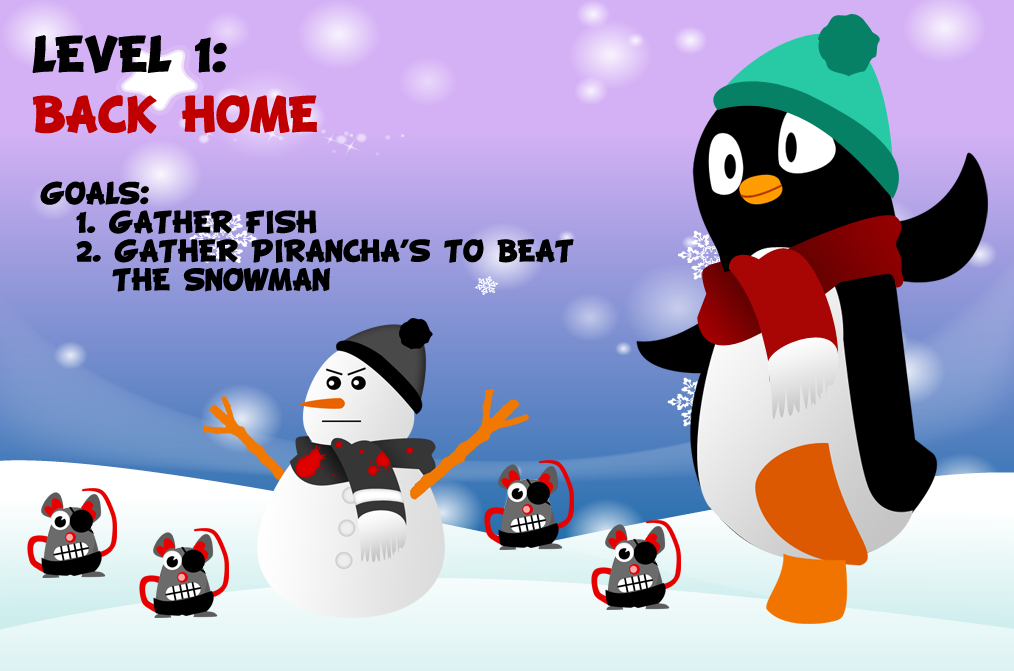 LEVEL 1:
BACK HOME
GOALS:
1. GATHER FISH
2. GATHER PIRANCHA'S TO BEAT
THE SNOWMAN